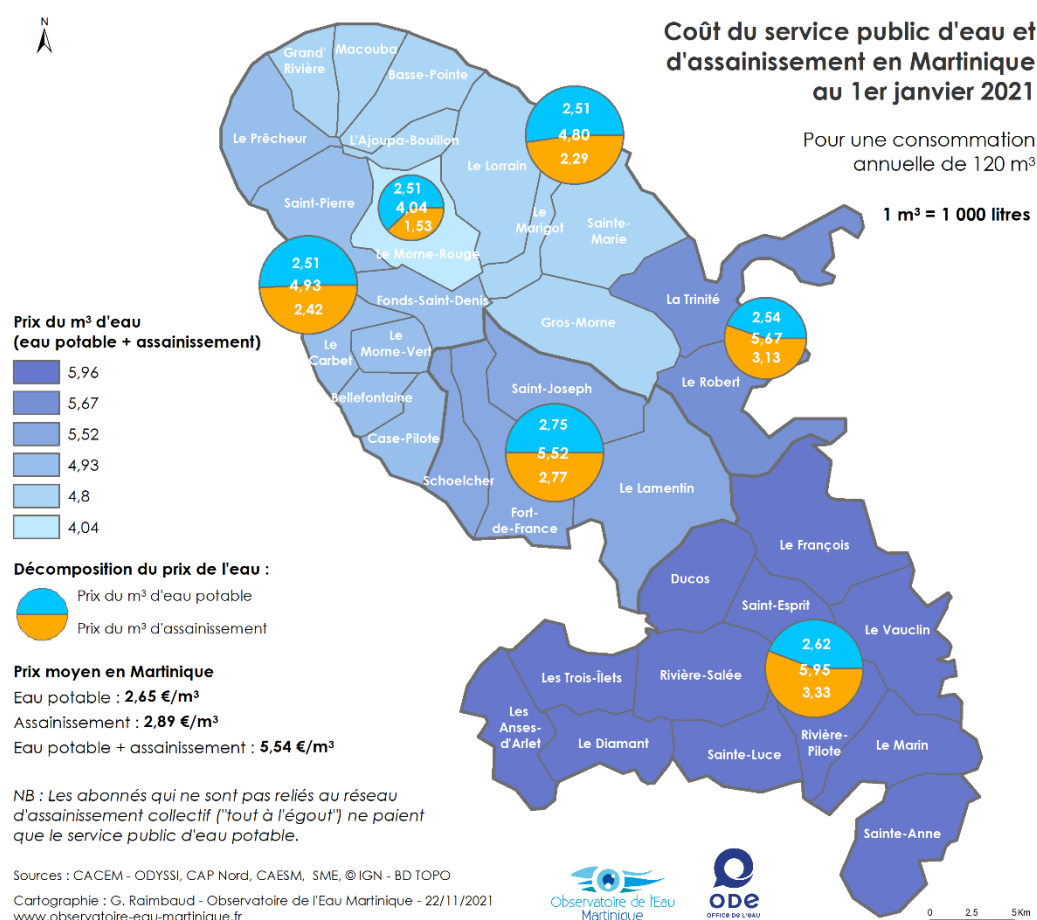 N
Coût du service public d'eau et
d'assainissement en Martinique
au 1er janvier 2021
Pour une consommation
annuelle de 120 m³
1 m³ = 1 000 litres
Grand'
Rivière
Macouba
Basse-Pointe
Le Prêcheur
L'Ajoupa-Bouillon
Le Lorrain
2,51
4,80
2,29
Saint-Pierre
2,51
4,04
1,53
Le Morne-Rouge
Le
Marigot
Sainte-
Marie
2,51
4,93
2,42
Fonds-Saint-Denis
La Trinité
Gros-Morne
2,54
5,67
3,13
Le Robert
Le
Carbet
Le
Morne-Vert
Bellefontaine
Case-Pilote
Saint-Joseph
2,75
5,52
2,77
Schoelcher
Fort-
de-France
Le Lamentin
Le François
Ducos
Saint-Esprit
Le Vauclin
2,62
5,95
3,33
Les Trois-Îlets
Rivière-Salée
Les
Anses-
d'Arlet
Le Diamant
Sainte-Luce
Rivière-
Pilote
Le Marin
Sainte-Anne
Prix du m³ d'eau
(eau potable + assainissement)
5,96
5,67
5,52
4,93
4,8
4,04
Décomposition du prix de l'eau :
Prix du m³ d'eau potable
Prix du m³ d'assainissement
Prix moyen en Martinique
Eau potable : 2,65 €/m³
Assainissement : 2,89 €/m³
Eau potable + assainissement : 5,54 €/m³
NB : Les abonnés qui ne sont pas reliés au réseau
d'assainissement collectif ("tout à l'égout") ne paient
que le service public d'eau potable.
Sources : CACEM - ODYSSI, CAP Nord, CAESM, SME, © IGN - BD TOPO
Cartographie : G. Raimbaud - Observatoire de l'Eau Martinique - 22/11/2021
www.observatoire-eau-martinique.fr
Observatoire de l'Eau
Martinique
ODE
OFFICE DE L'EAU
0 2,5 5Km